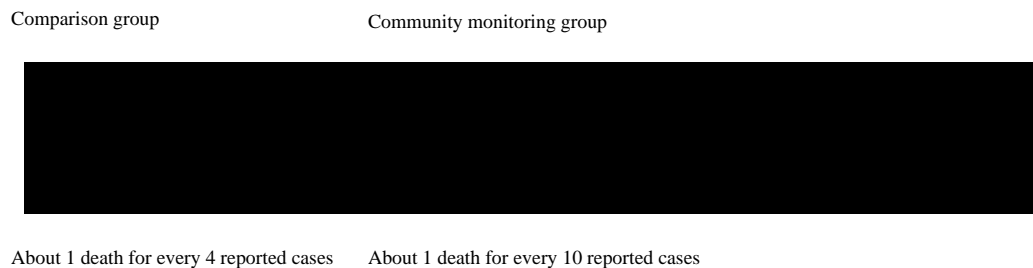 Comparison group
Community monitoring group
About 1 death for every 4 reported cases
About 1 death for every 10 reported cases